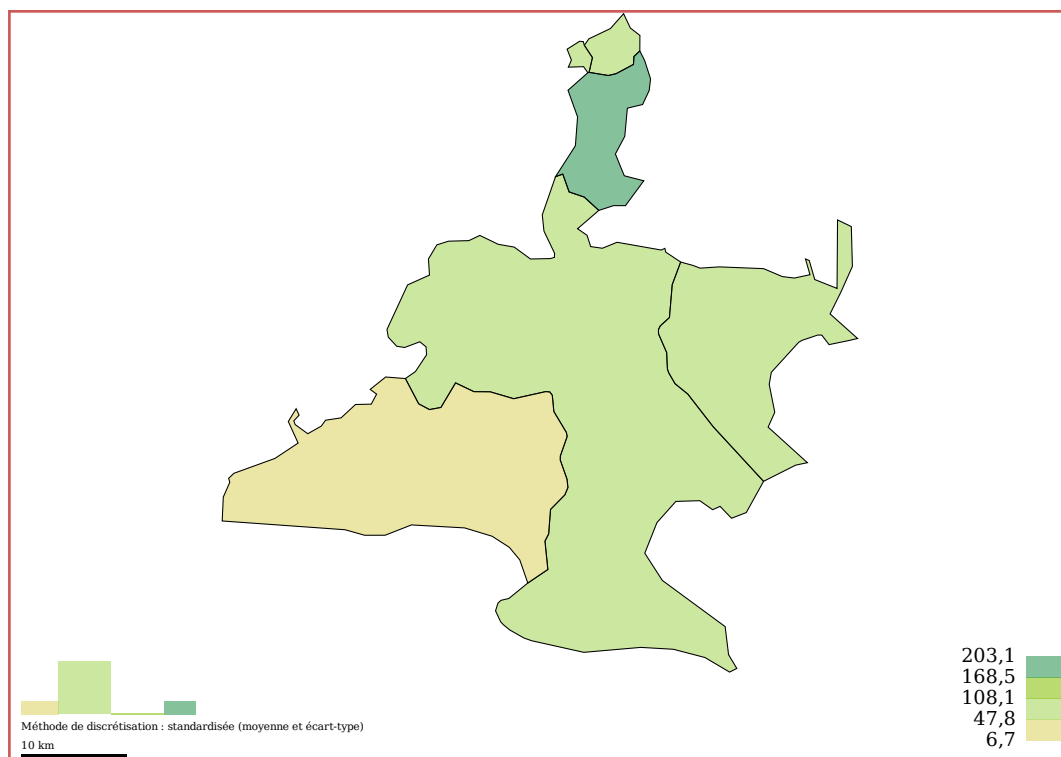 Méthode de discrétisation : standardisée (moyenne et écart-type)
10 km
203,1
168,5
108,1
47,8
6,7